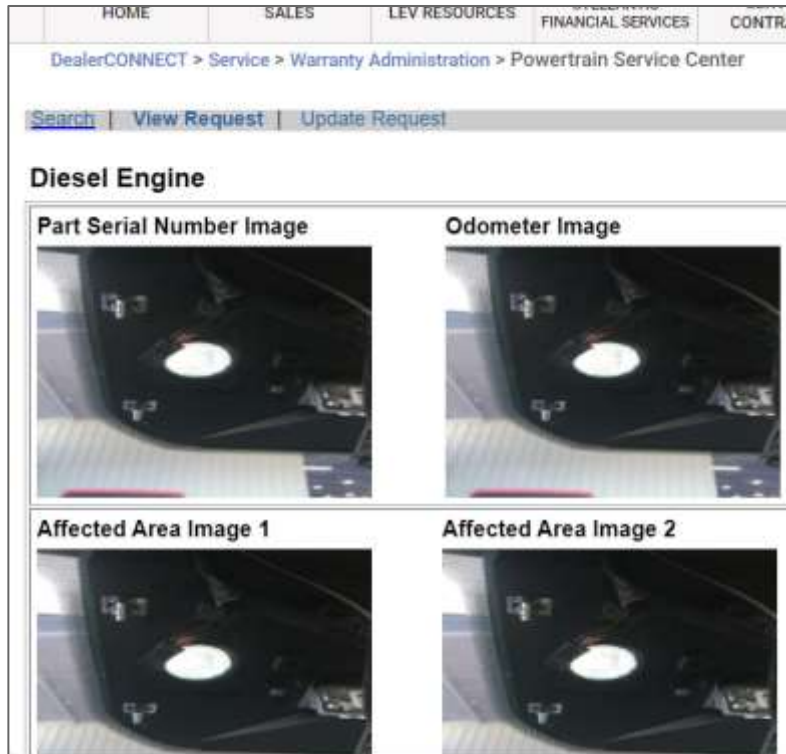 HOME SALES LEV RESOURCES
FINANCIAL SERVICES CONTRA
DealerCONNECT > Service > Warranty Administration > Powertrain Service Center
Search | View Request | Update Request
Diesel Engine
Part Serial Number Image Odometer Image
Affected Area Image 1 Affected Area Image 2